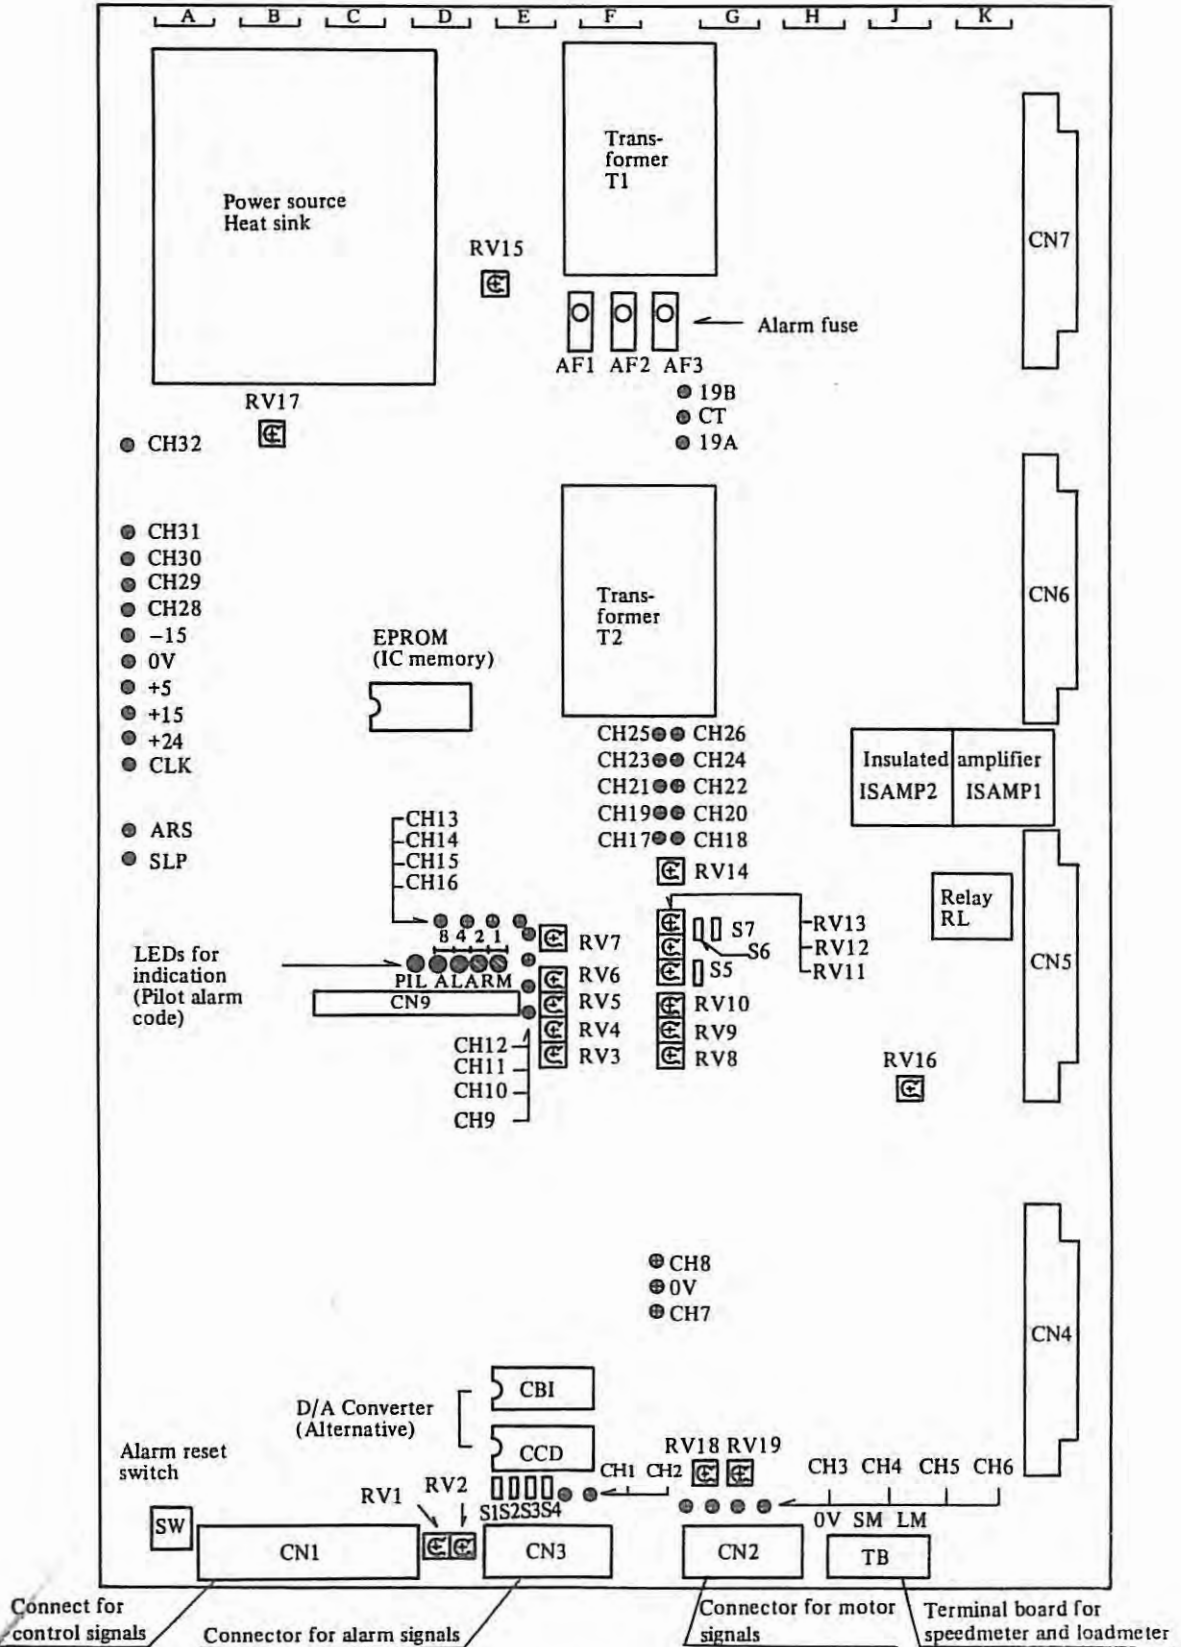 A B C D E F G H J K
Trans-
former
T1
Power source
Heat sink
CN7
RV15
Alarm fuse
AF1 AF2 AF3
19B
CT
19A
RV17
CH32
CH31
CH30
CH29
CH28
−15
0V
+5
+15
+24
CLK
ARS
SLP
Trans-
former
T2
CN6
EPROM
(IC memory)
CH25 CH26
CH23 CH24
CH21 CH22
CH19 CH20
CH17 CH18
Insulated amplifier
ISAMP2 ISAMP1
CH13
CH14
CH15
CH16
RV14
Relay
RL
8 4 2 1
RV7
S7
S6
S5
RV13
RV12
RV11
LEDs for
indication
(Pilot alarm
code)
PIL ALARM
CN9
RV6
RV5
RV4
RV3
RV10
RV9
RV8
CN5
CH12
CH11
CH10
CH9
RV16
CH8
0V
CH7
CN4
CBI
D/A Converter
(Alternative)
CCD
RV18 RV19
Alarm reset
switch
CH1 CH2
CH3 CH4 CH5 CH6
RV1
RV2
S1S2S3S4
0V SM LM
SW
CN1
CN3
CN2
TB
Connect for
control signals
Connector for alarm signals
Connector for motor
signals
Terminal board for
speedmeter and loadmeter